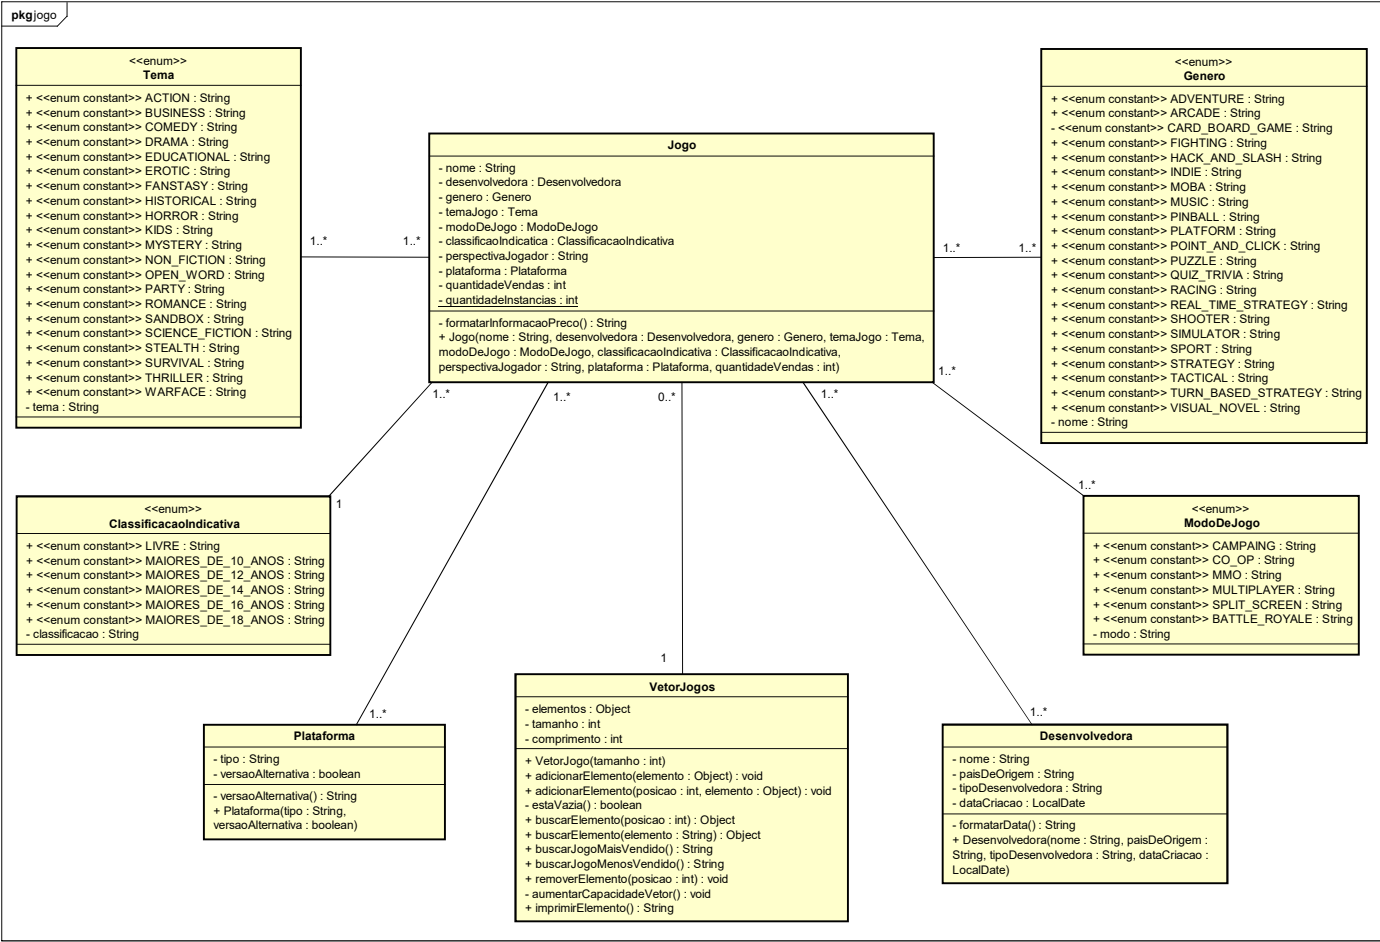 pkg jogo
<<enum>>
Tema
+ <<enum constant>> ACTION : String
+ <<enum constant>> BUSINESS : String
+ <<enum constant>> COMEDY : String
+ <<enum constant>> DRAMA : String
+ <<enum constant>> EDUCATIONAL : String
+ <<enum constant>> EROTIC : String
+ <<enum constant>> FANSTASY : String
+ <<enum constant>> HISTORICAL : String
+ <<enum constant>> HORROR : String
+ <<enum constant>> KIDS : String
+ <<enum constant>> MYSTERY : String
+ <<enum constant>> NON_FICTION : String
+ <<enum constant>> OPEN_WORD : String
+ <<enum constant>> PARTY : String
+ <<enum constant>> ROMANCE : String
+ <<enum constant>> SANDBOX : String
+ <<enum constant>> SCIENCE_FICTION : String
+ <<enum constant>> STEALTH : String
+ <<enum constant>> SURVIVAL : String
+ <<enum constant>> THRILLER : String
+ <<enum constant>> WARFACE : String
- tema : String
1..*
1..*
Jogo
- nome : String
- desenvolvedora : Desenvolvedora
- genero : Genero
- temaJogo : Tema
- modoDeJogo : ModoDeJogo
- classificaoIndicatica : ClassificacaoIndicativa
- perspectivaJogador : String
- plataforma : Plataforma
- quantidadeVendas : int
- quantidadeInstancias : int
- formatarInformacaoPreco() : String
+ Jogo(nome : String, desenvolvedora : Desenvolvedora, genero : Genero, temaJogo : Tema,
modoDeJogo : ModoDeJogo, classificacaoIndicativa : ClassificacaoIndicativa,
perspectivaJogador : String, plataforma : Plataforma, quantidadeVendas : int)
1..*
1..*
<<enum>>
Genero
+ <<enum constant>> ADVENTURE : String
+ <<enum constant>> ARCADE : String
- <<enum constant>> CARD_BOARD_GAME : String
+ <<enum constant>> FIGHTING : String
+ <<enum constant>> HACK_AND_SLASH : String
+ <<enum constant>> INDIE : String
+ <<enum constant>> MOBA : String
+ <<enum constant>> MUSIC : String
+ <<enum constant>> PINBALL : String
+ <<enum constant>> PLATFORM : String
+ <<enum constant>> POINT_AND_CLICK : String
+ <<enum constant>> PUZZLE : String
+ <<enum constant>> QUIZ_TRIVIA : String
+ <<enum constant>> RACING : String
+ <<enum constant>> REAL_TIME_STRATEGY : String
+ <<enum constant>> SHOOTER : String
+ <<enum constant>> SIMULATOR : String
+ <<enum constant>> SPORT : String
+ <<enum constant>> STRATEGY : String
+ <<enum constant>> TACTICAL : String
+ <<enum constant>> TURN_BASED_STRATEGY : String
+ <<enum constant>> VISUAL_NOVEL : String
- nome : String
1..*
1..*
0..*
1..*
1..*
1
1..*
<<enum>>
ClassificacaoIndicativa
+ <<enum constant>> LIVRE : String
+ <<enum constant>> MAIORES_DE_10_ANOS : String
+ <<enum constant>> MAIORES_DE_12_ANOS : String
+ <<enum constant>> MAIORES_DE_14_ANOS : String
+ <<enum constant>> MAIORES_DE_16_ANOS : String
+ <<enum constant>> MAIORES_DE_18_ANOS : String
- classificacao : String
<<enum>>
ModoDeJogo
+ <<enum constant>> CAMPAING : String
+ <<enum constant>> CO_OP : String
+ <<enum constant>> MMO : String
+ <<enum constant>> MULTIPLAYER : String
+ <<enum constant>> SPLIT_SCREEN : String
+ <<enum constant>> BATTLE_ROYALE : String
- modo : String
1..*
1
1..*
Plataforma
- tipo : String
- versaoAlternativa : boolean
- versaoAlternativa() : String
+ Plataforma(tipo : String,
versaoAlternativa : boolean)
VetorJogos
- elementos : Object
- tamanho : int
- comprimento : int
+ VetorJogo(tamanho : int)
+ adicionarElemento(elemento : Object) : void
+ adicionarElemento(posicao : int, elemento : Object) : void
- estaVazia() : boolean
+ buscarElemento(posicao : int) : Object
+ buscarElemento(elemento : String) : Object
+ buscarJogoMaisVendido() : String
+ buscarJogoMenosVendido() : String
+ removerElemento(posicao : int) : void
- aumentarCapacidadeVetor() : void
+ imprimirElemento() : String
Desenvolvedora
- nome : String
- paisDeOrigem : String
- tipoDesenvolvedora : String
- dataCriacao : LocalDate
- formatarData() : String
+ Desenvolvedora(nome : String, paisDeOrigem :
String, tipoDesenvolvedora : String, dataCriacao :
LocalDate)